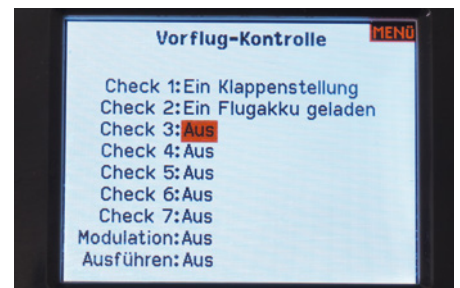 Vorflug-Kontrolle
MENÜ
Check 1:Ein Klappenstellung
Check 2:Ein Flugakku geladen
Check 3:Aus
Check 4:Aus
Check 5:Aus
Check 6:Aus
Check 7:Aus
Modulation:Aus
Ausführen:Aus